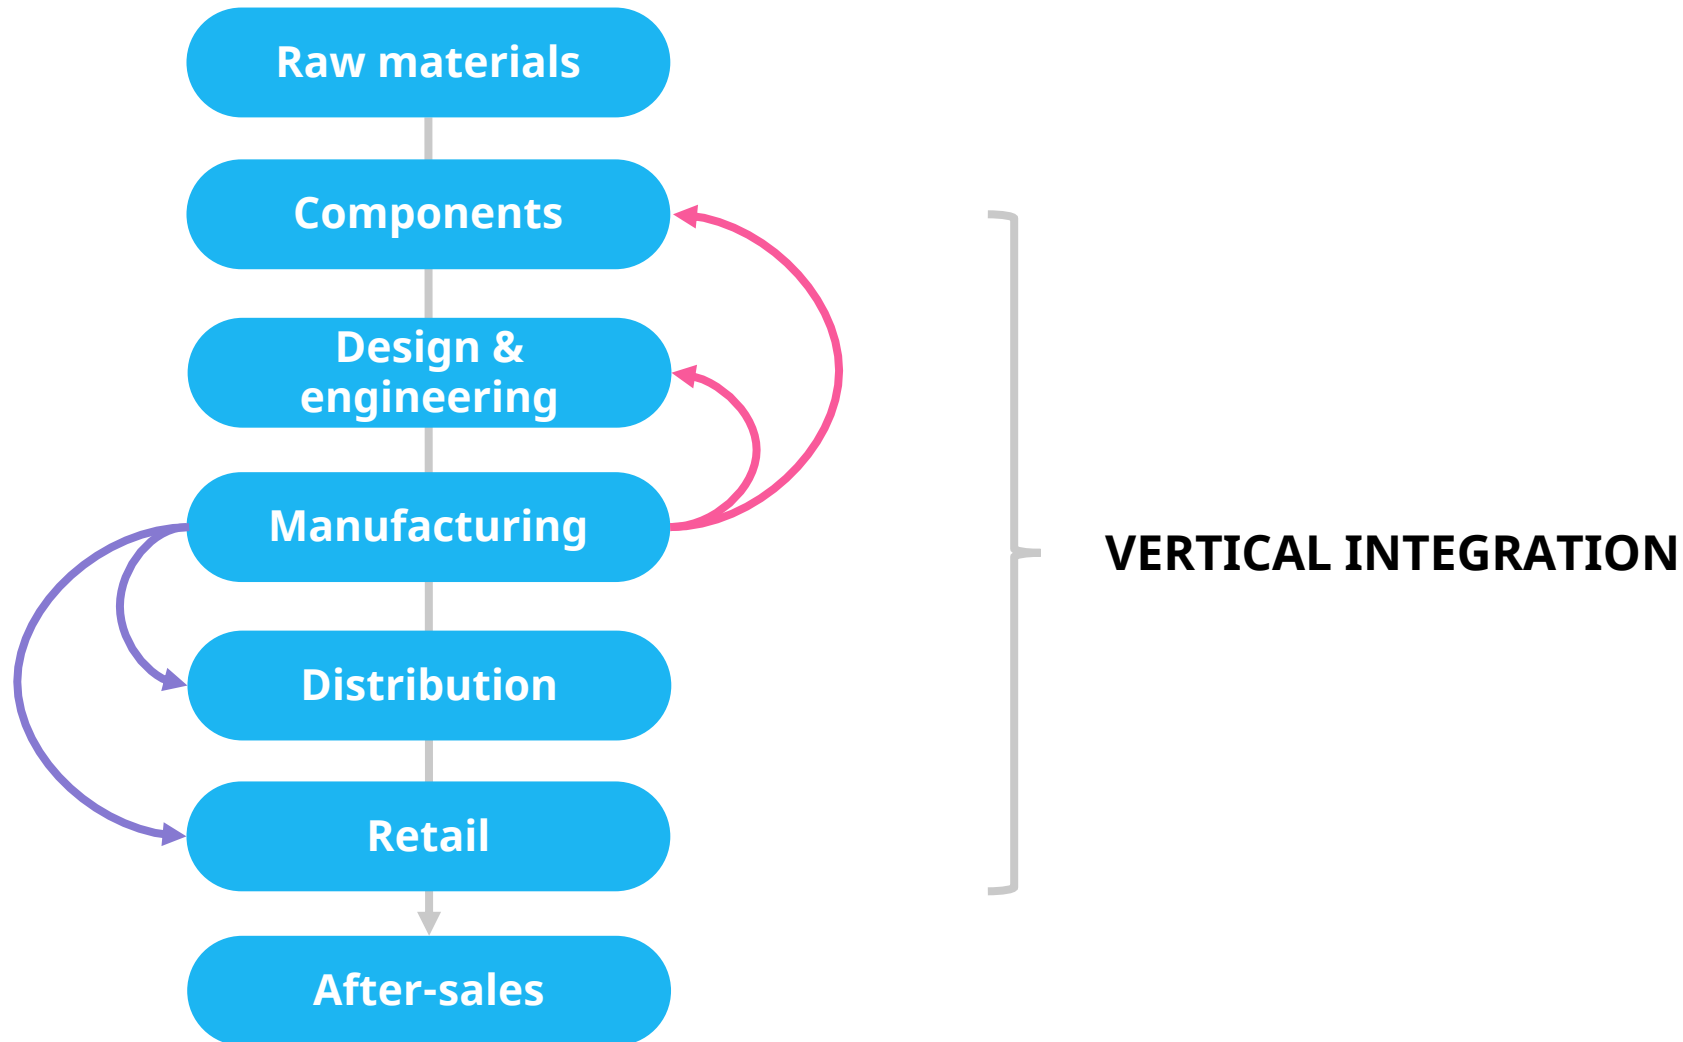 Raw materials
Components
Design &
engineering
Manufacturing
VERTICAL INTEGRATION
Distribution
Retail
After-sales